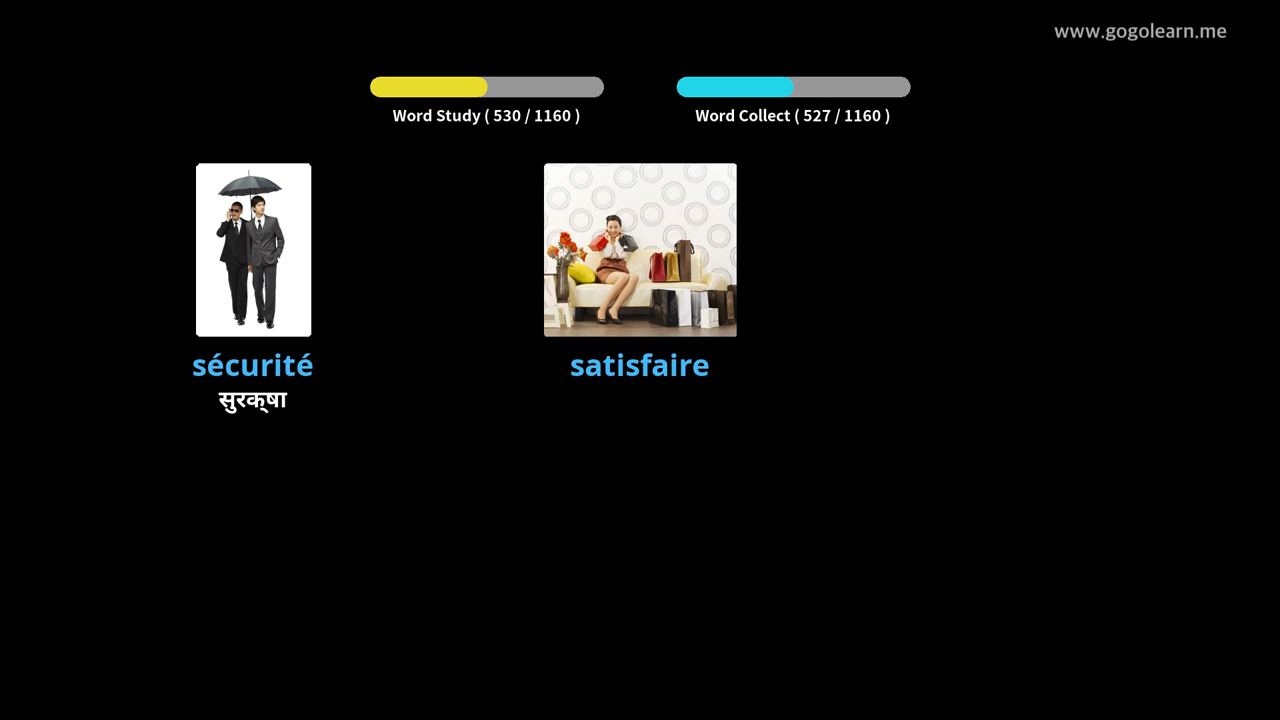 www.gogolearn.me
Word Study ( 530 / 1160 )
Word Collect ( 527 / 1160 )
sécurité
satisfaire
सुरक्षा